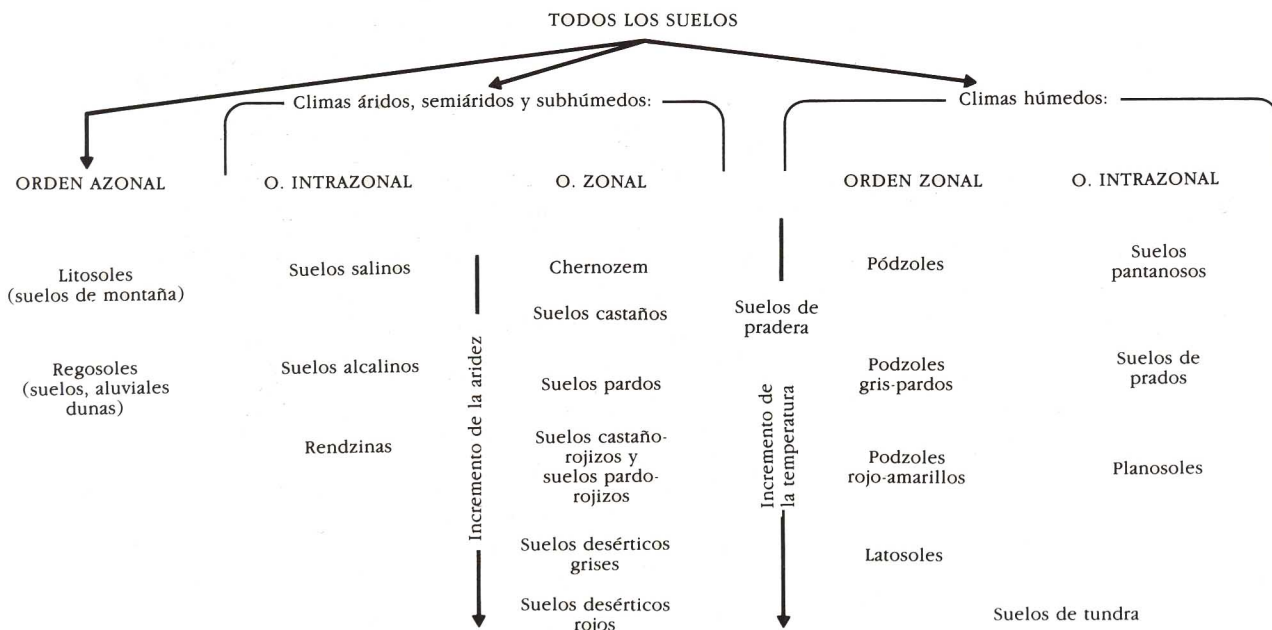 TODOS LOS SUELOS
Climas áridos, semiáridos y subhúmedos:
Climas húmedos:
ORDEN AZONAL
O. INTRAZONAL
O. ZONAL
ORDEN ZONAL
O. INTRAZONAL
Litosoles
(suelos de montaña)
Regosoles
(suelos, aluviales
dunas)
Suelos salinos
Suelos alcalinos
Rendzinas
Incremento de la aridez
Chernozem
Suelos castaños
Suelos pardos
Suelos castaño-
rojizos y
suelos pardo-
rojizos
Suelos desérticos
grises
Suelos desérticos
rojos
Suelos de
pradera
Incremento de
la temperatura
Pódzoles
Podzoles
gris-pardos
Podzoles
rojo-amarillos
Latosoles
Suelos
pantanosos
Suelos de
prados
Planosoles
Suelos de tundra